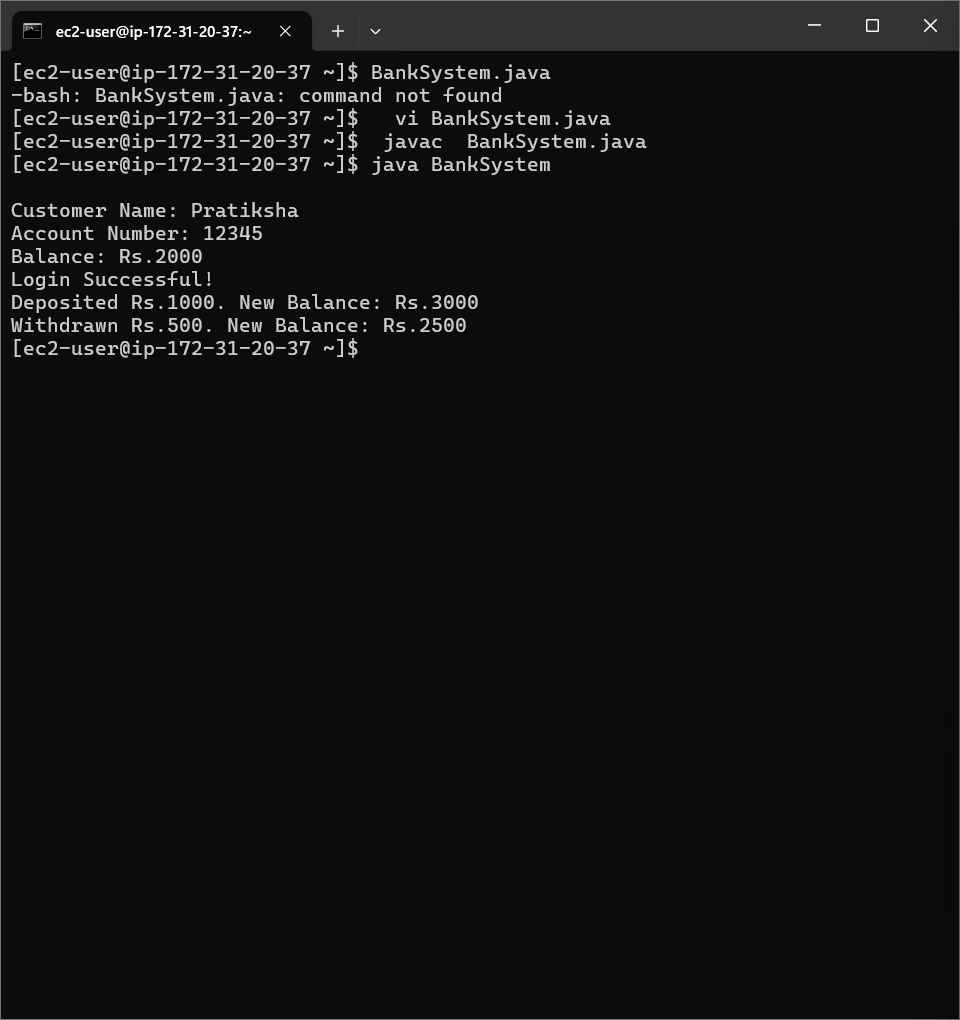 ec2-user@ip-172-31-20-37:~
[ec2-user@ip-172-31-20-37 ~]$ BankSystem.java
-bash: BankSystem.java: command not found
[ec2-user@ip-172-31-20-37 ~]$   vi BankSystem.java
[ec2-user@ip-172-31-20-37 ~]$  javac  BankSystem.java
[ec2-user@ip-172-31-20-37 ~]$ java BankSystem
Customer Name: Pratiksha
Account Number: 12345
Balance: Rs.2000
Login Successful!
Deposited Rs.1000. New Balance: Rs.3000
Withdrawn Rs.500. New Balance: Rs.2500
[ec2-user@ip-172-31-20-37 ~]$